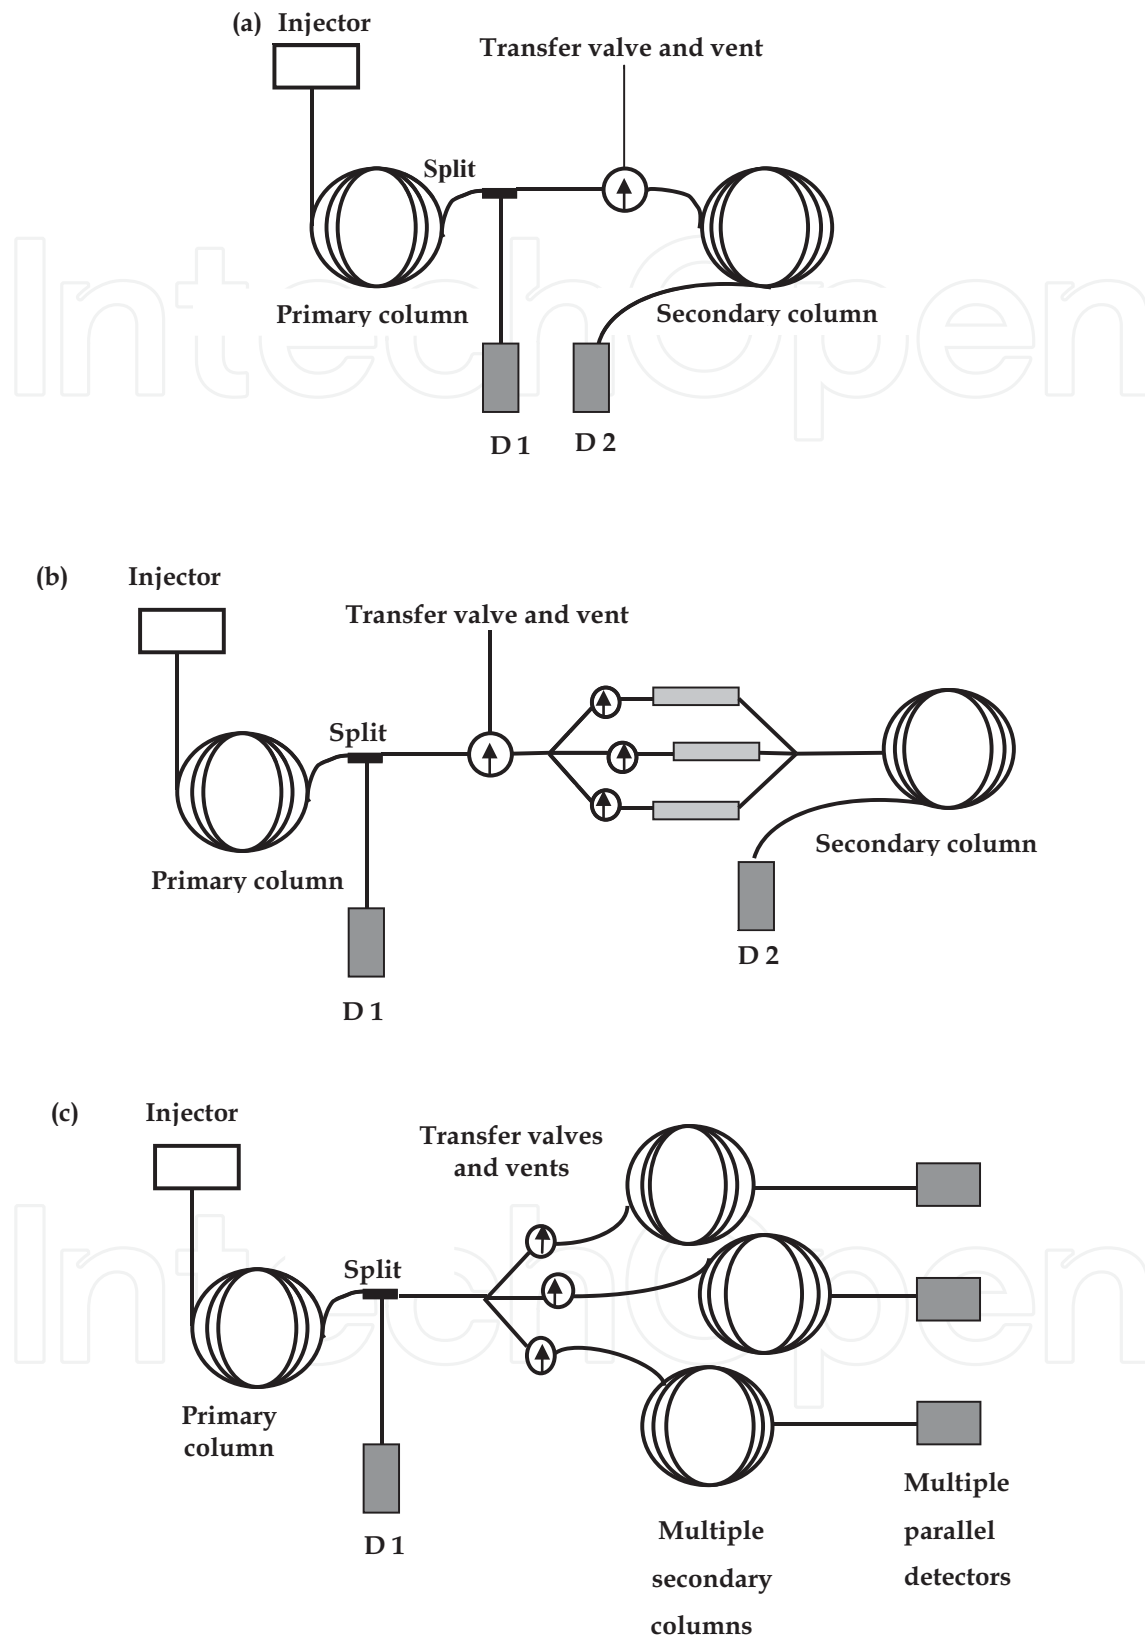 (a) Injector
Transfer valve and vent
Split
Primary column
Secondary column
D 1
D 2
(b) Injector
Transfer valve and vent
Split
Primary column
Secondary column
D 2
D 1
(c) Injector
Transfer valves
and vents
Split
Primary
column
D 1
Multiple
secondary
columns
Multiple
parallel
detectors
IntechOpen
IntechOpen